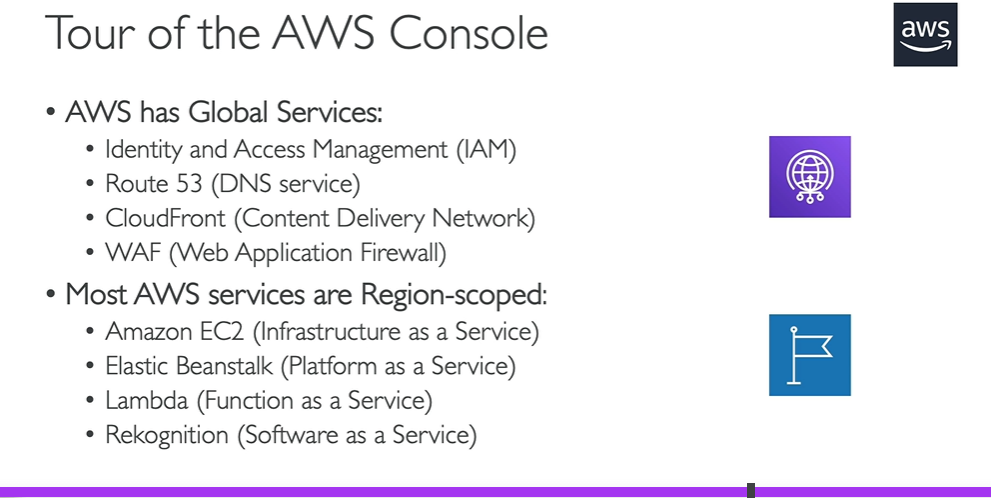 Tour of the AWS Console
aws
• AWS has Global Services:
• Identity and Access Management (IAM)
• Route 53 (DNS service)
• CloudFront (Content Delivery Network)
• WAF (Web Application Firewall)
• Most AWS services are Region-scoped:
• Amazon EC2 (Infrastructure as a Service)
• Elastic Beanstalk (Platform as a Service)
• Lambda (Function as a Service)
• Rekognition (Software as a Service)